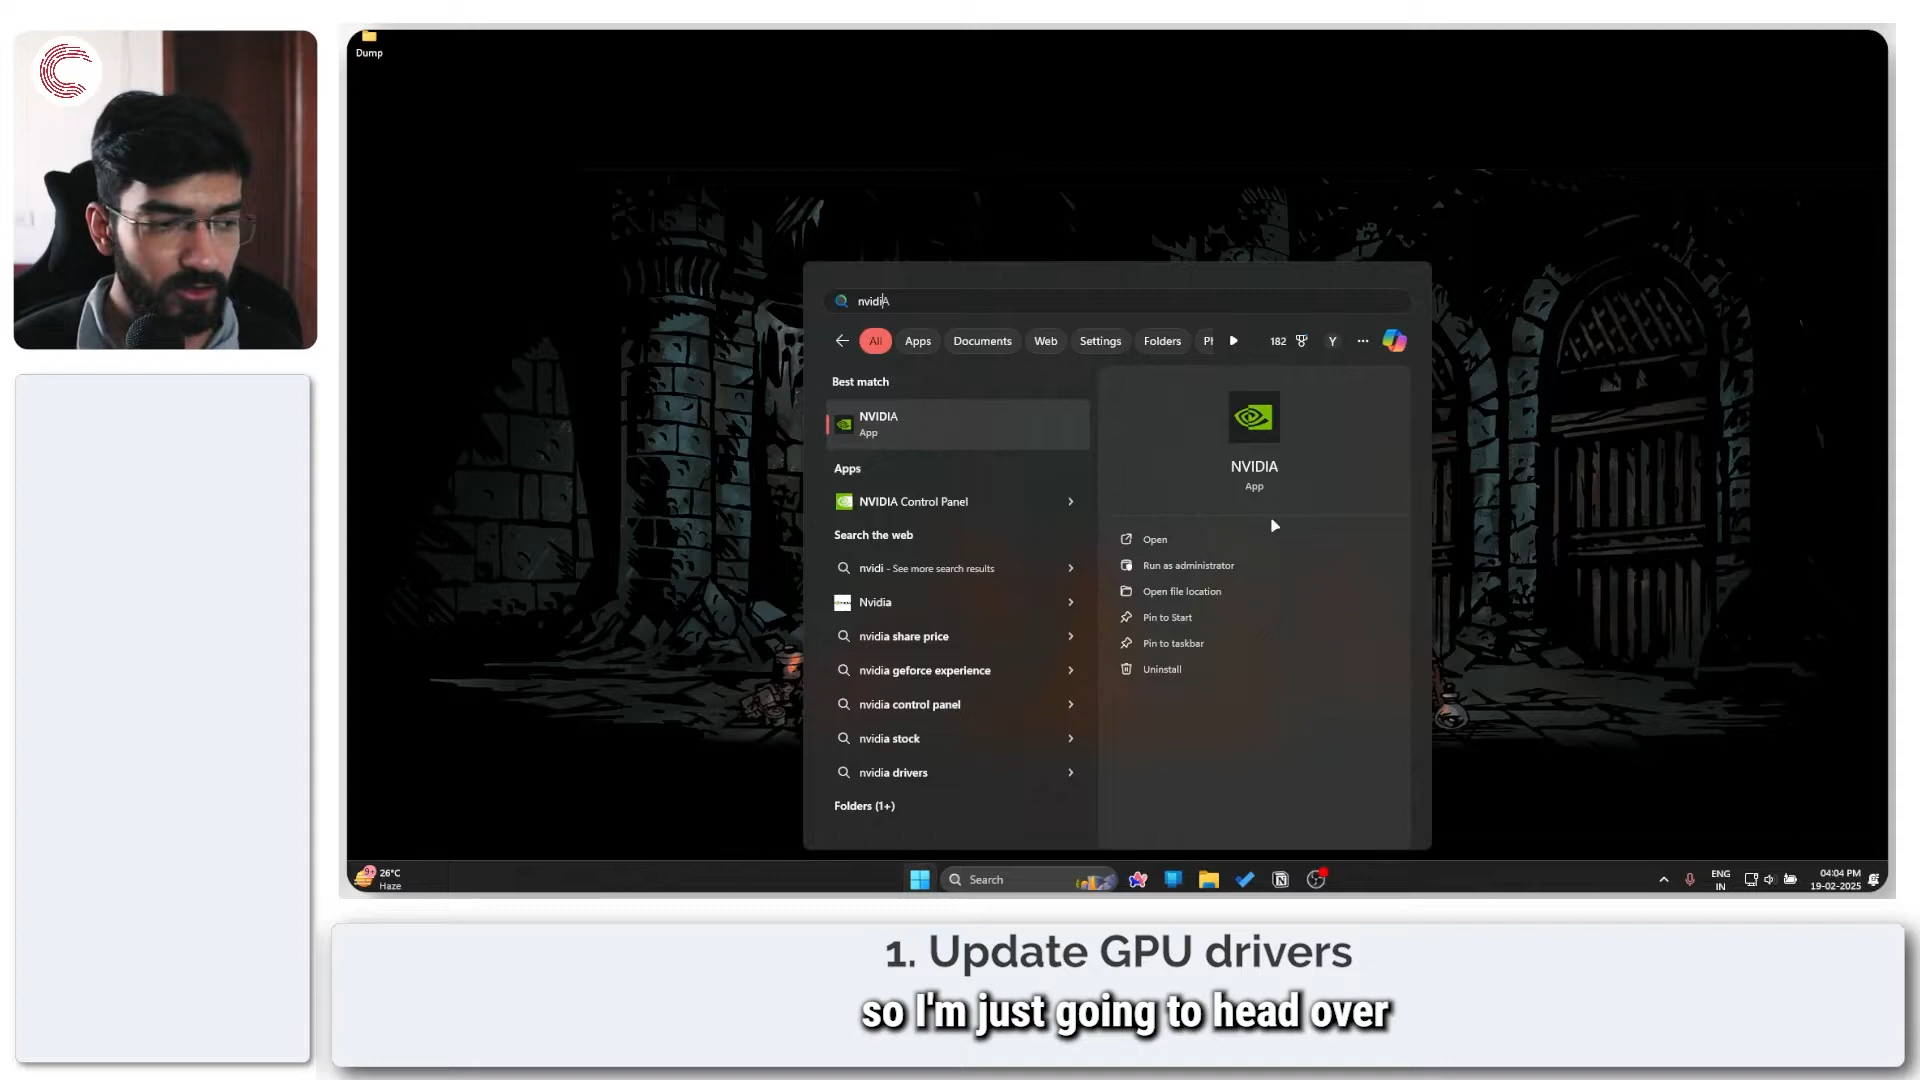 Dump
nvidiA
All
Apps
Documents
Web
Settings
Folders
182
Y
Best match
NVIDIA
App
Apps
NVIDIA Control Panel
Search the web
nvidi - See more search results
Nvidia
nvidia share price
nvidia geforce experience
nvidia control panel
nvidia stock
nvidia drivers
Folders (1+)
NVIDIA
App
Open
Run as administrator
Open file location
Pin to Start
Pin to taskbar
Uninstall
9+
26°C
Haze
Search
ENG
IN
04:04 PM
19-02-2025
1. Update GPU drivers
so I'm just going to head over